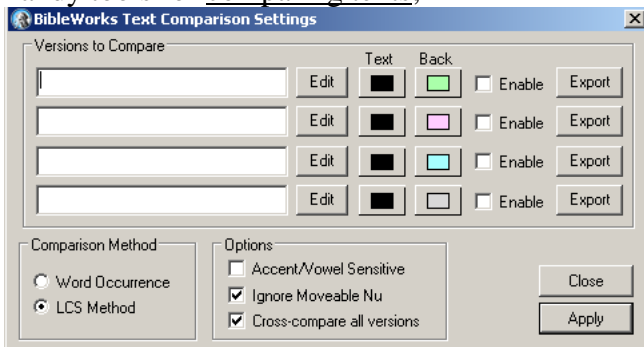 comparing texts,
BibleWorks Text Comparison Settings
Versions to Compare
Text Back
Edit Enable Export
Edit Enable Export
Edit Enable Export
Edit Enable Export
Comparison Method
Word Occurrence
LCS Method
Options
Accent/Vowel Sensitive
Ignore Moveable Nu
Cross-compare all versions
Close
Apply